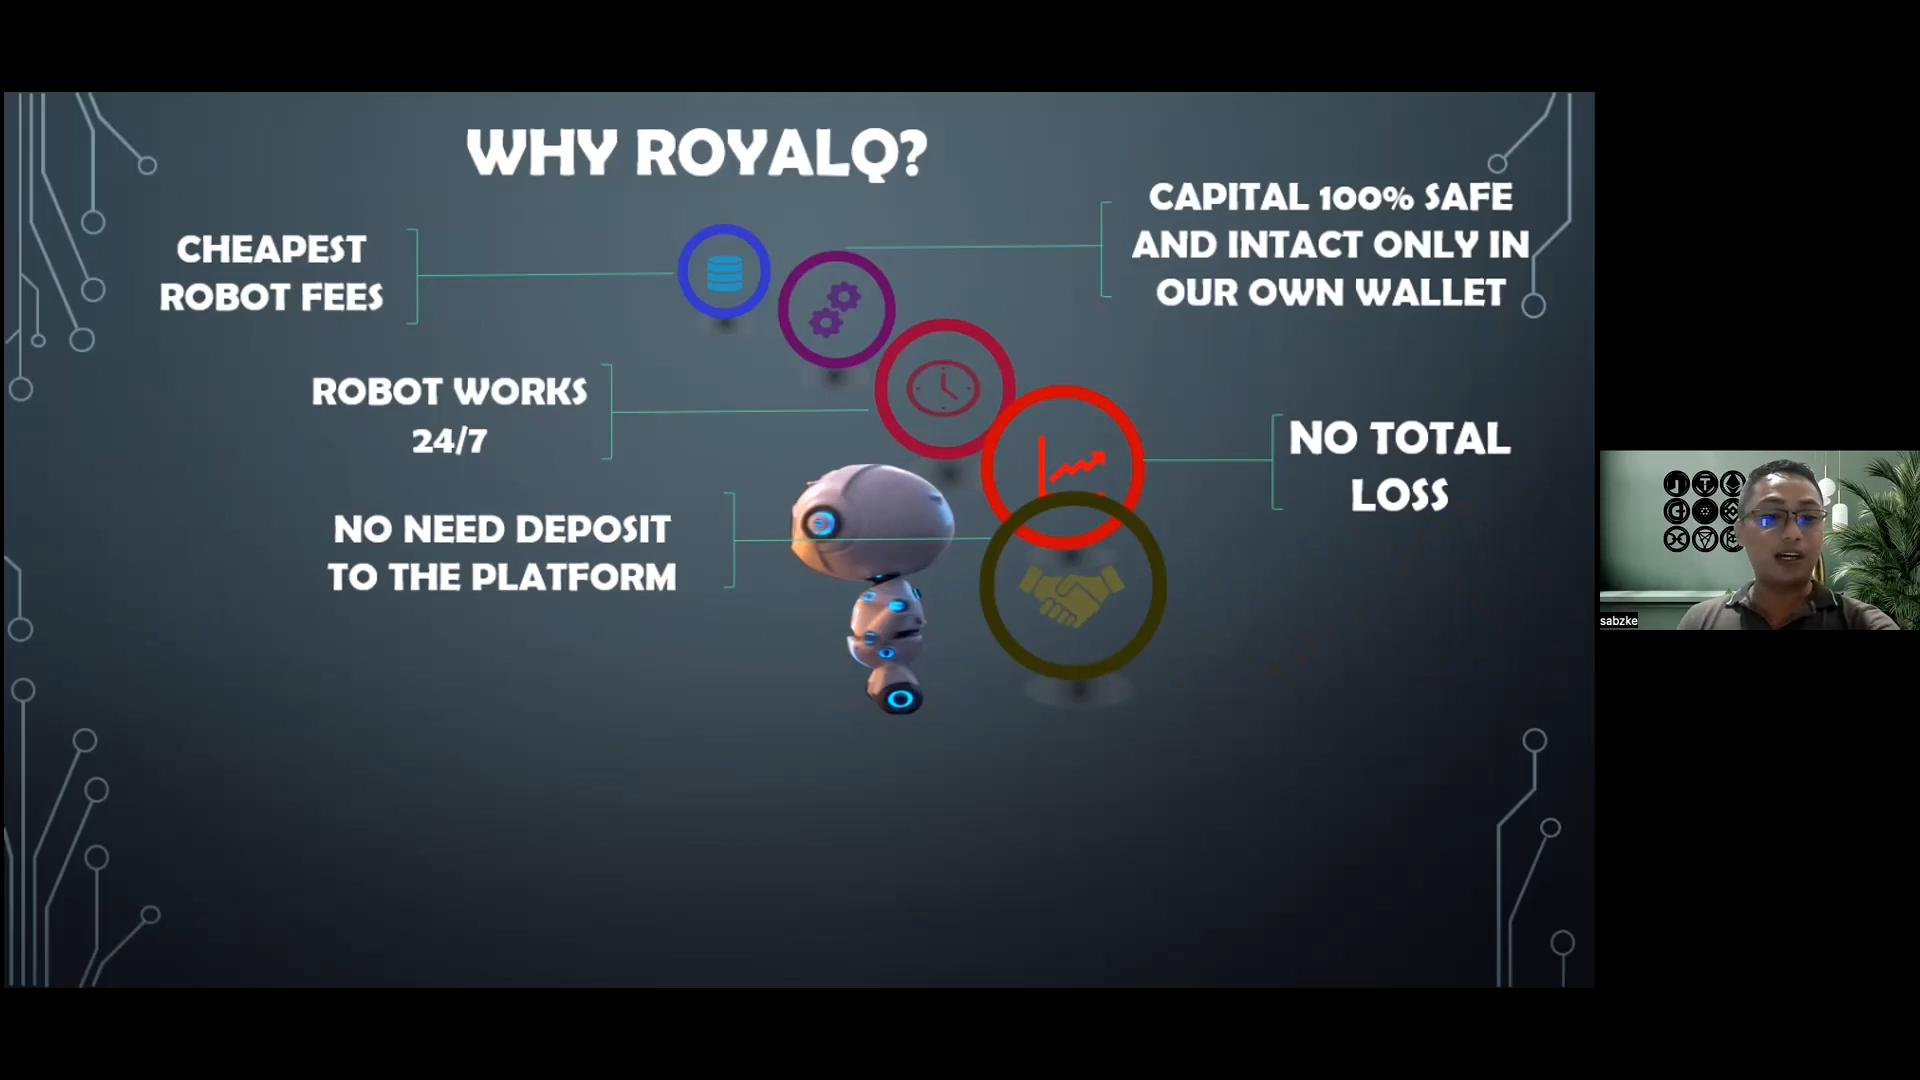 WHY ROYALQ?
CHEAPEST
ROBOT FEES
CAPITAL 100% SAFE
AND INTACT ONLY IN
OUR OWN WALLET
ROBOT WORKS
24/7
NO TOTAL
LOSS
NO NEED DEPOSIT
TO THE PLATFORM
sabzke